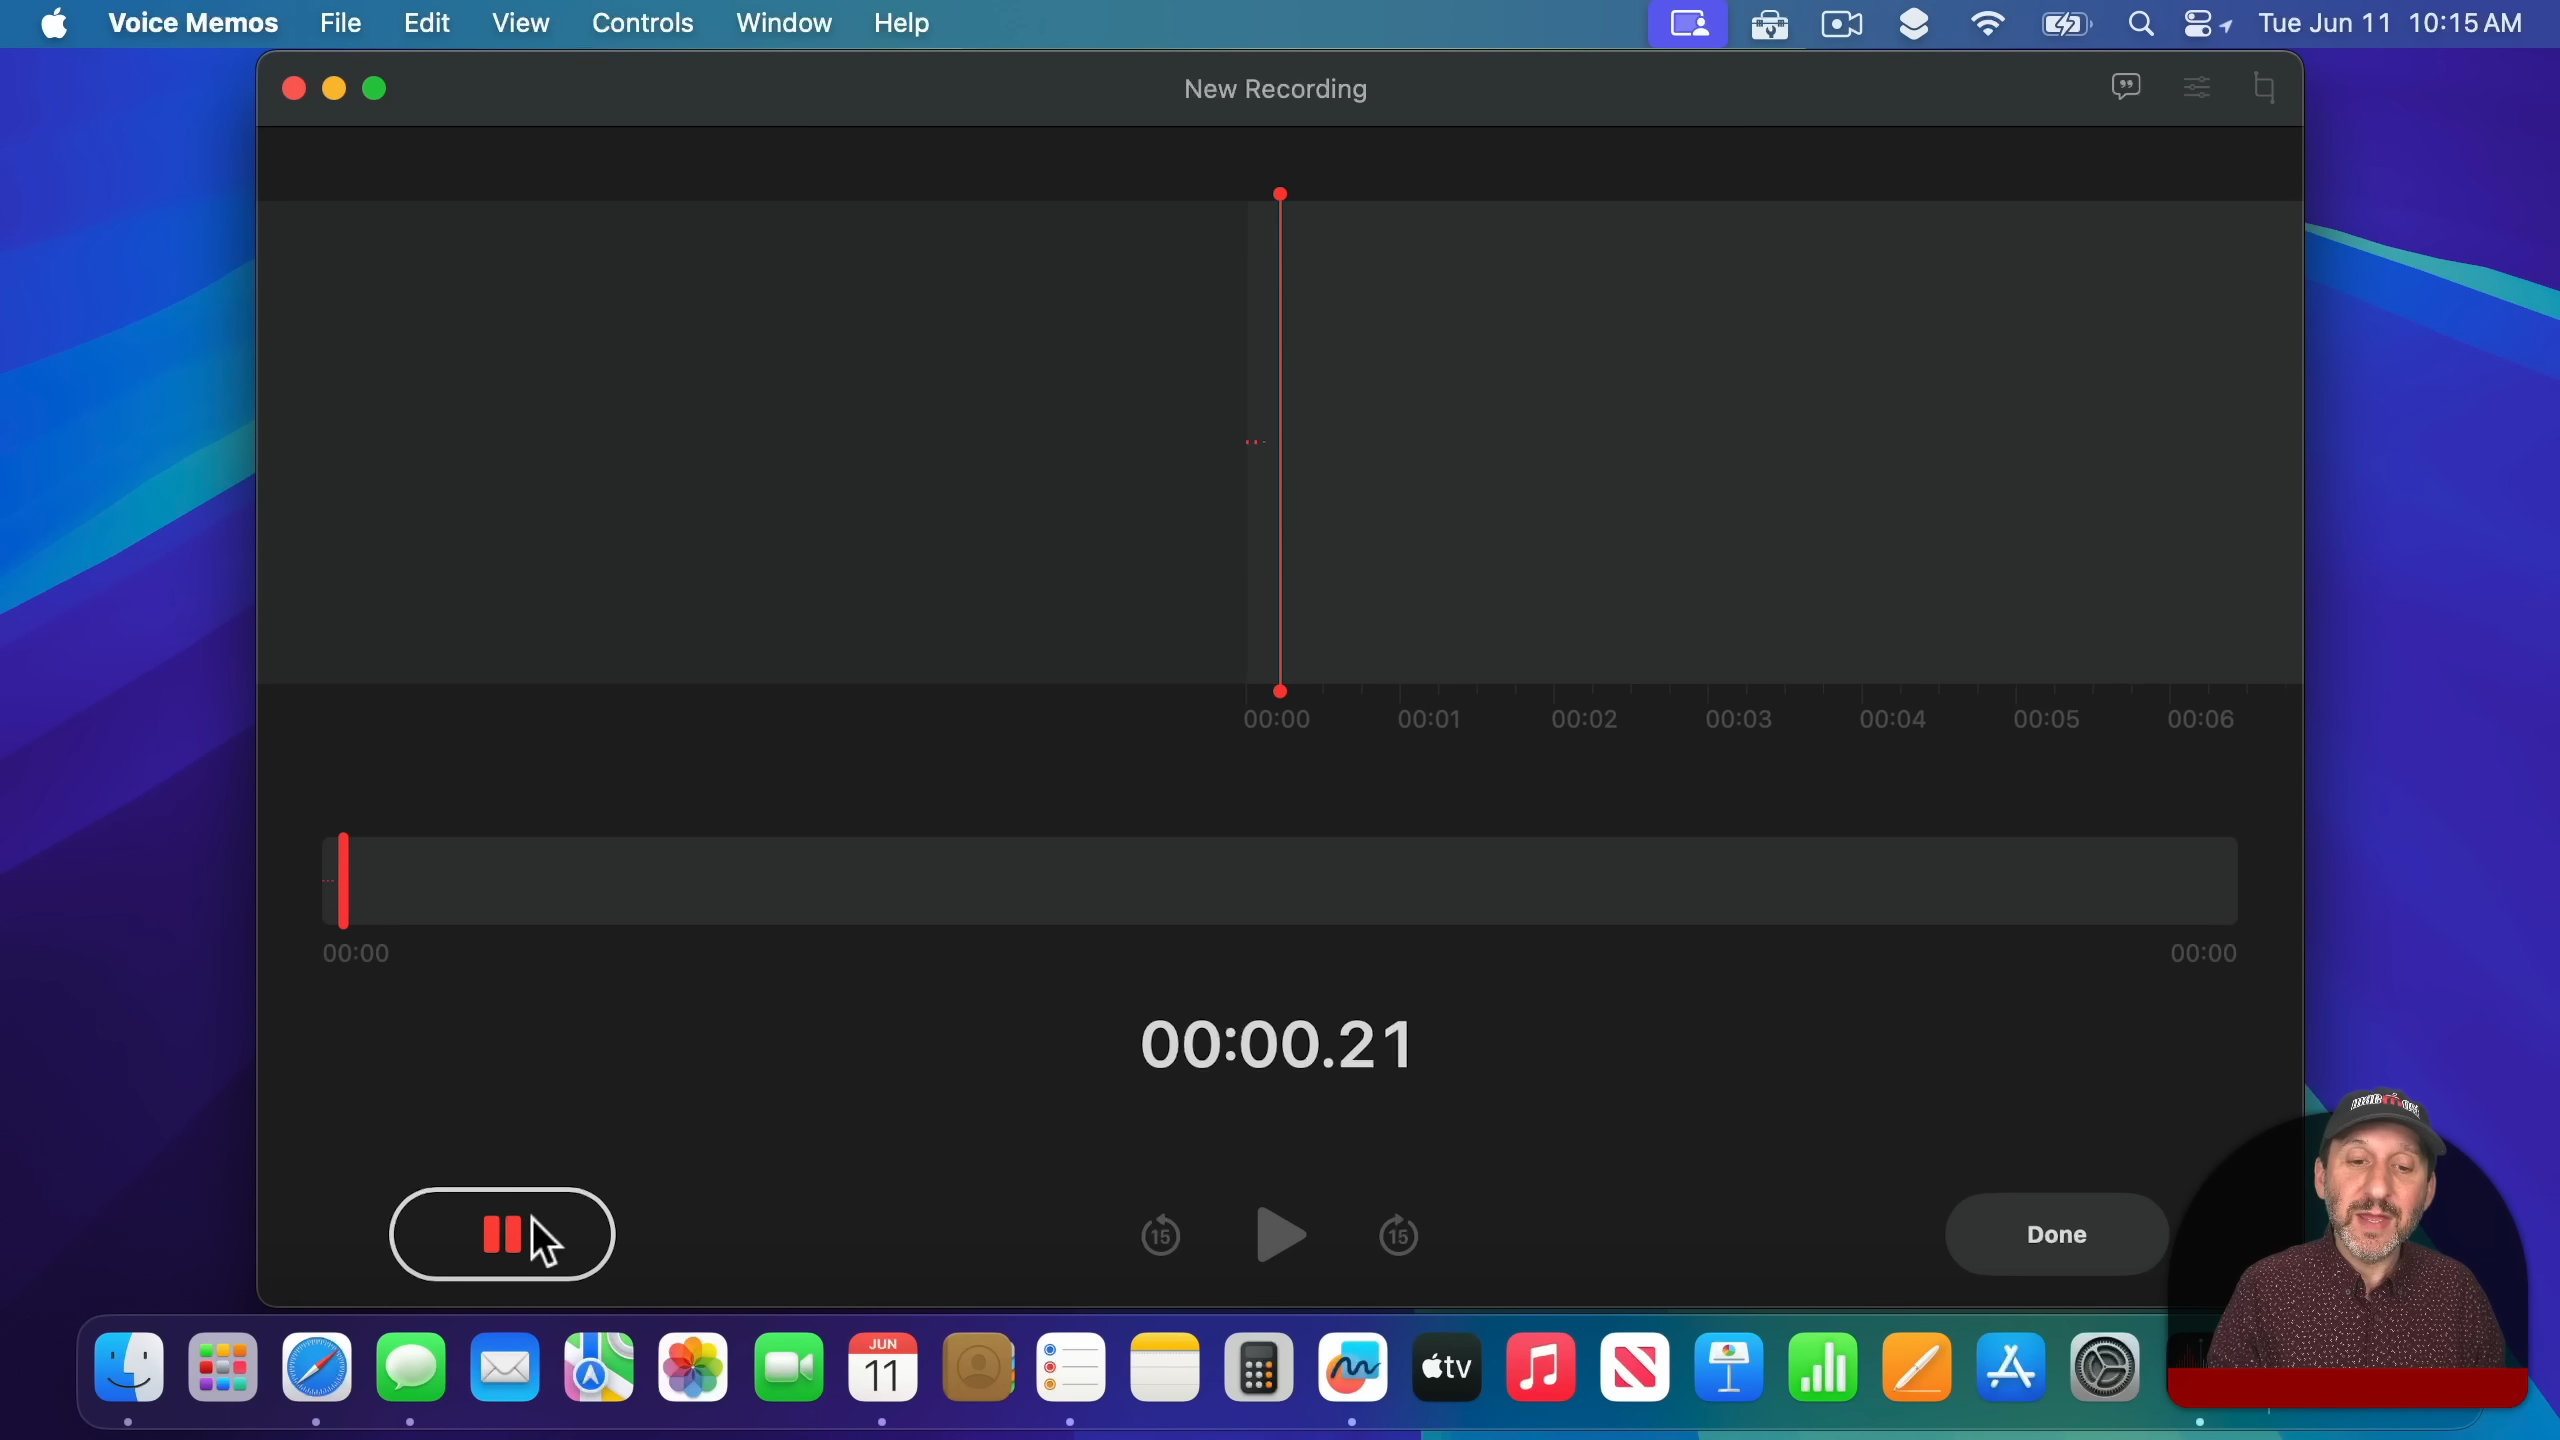 Voice Memos File Edit View Controls Window Help Tue Jun 11 10:15 AM
New Recording
00:00 00:01 00:02 00:03 00:04 00:05 00:06
00:00 00:00
00:00.21
15 15 Done
JUN
11
tv